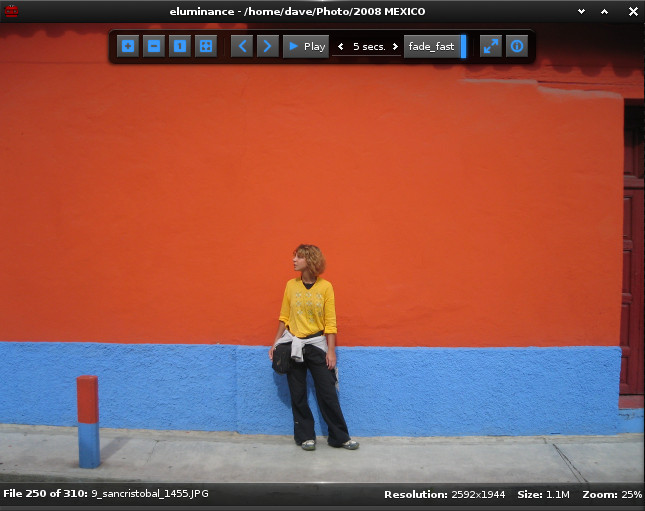 eluminance - /home/dave/Photo/2008 MEXICO
1 Play 5 secs. fade_fast
File 250 of 310: 9_sancristobal_1455.JPG Resolution: 2592x1944 Size: 1.1M Zoom: 25%